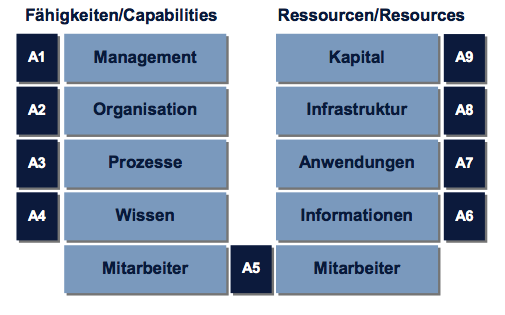 Fähigkeiten/Capabilities Ressourcen/Resources
A1 Management Kapital A9
A2 Organisation Infrastruktur A8
A3 Prozesse Anwendungen A7
A4 Wissen Informationen A6
Mitarbeiter A5 Mitarbeiter